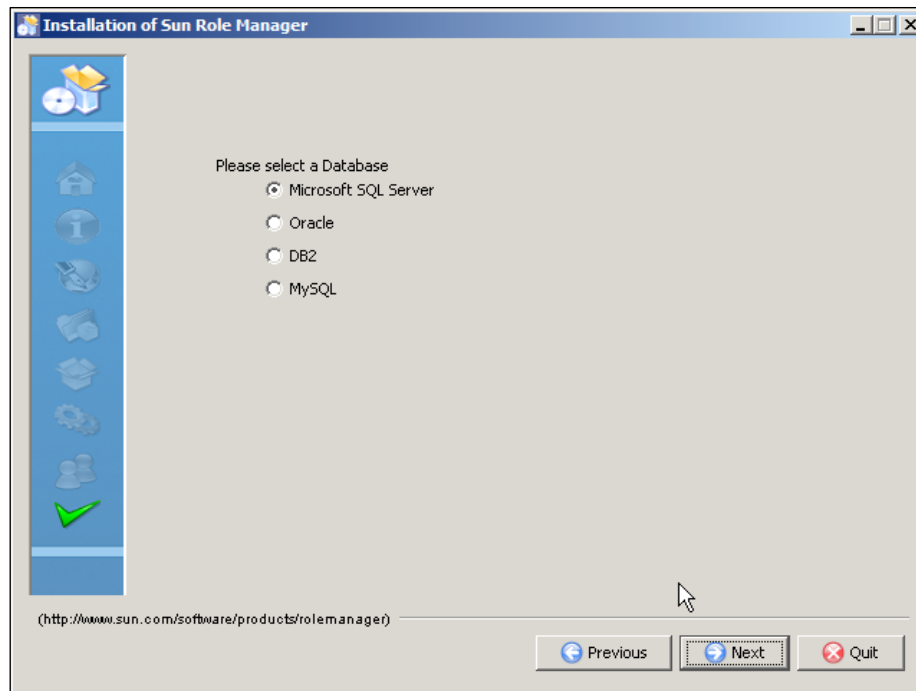 Installation of Sun Role Manager
Please select a Database
Microsoft SQL Server
Oracle
DB2
MySQL
(http://www.sun.com/software/products/rolemanager)
Previous
Next
Quit